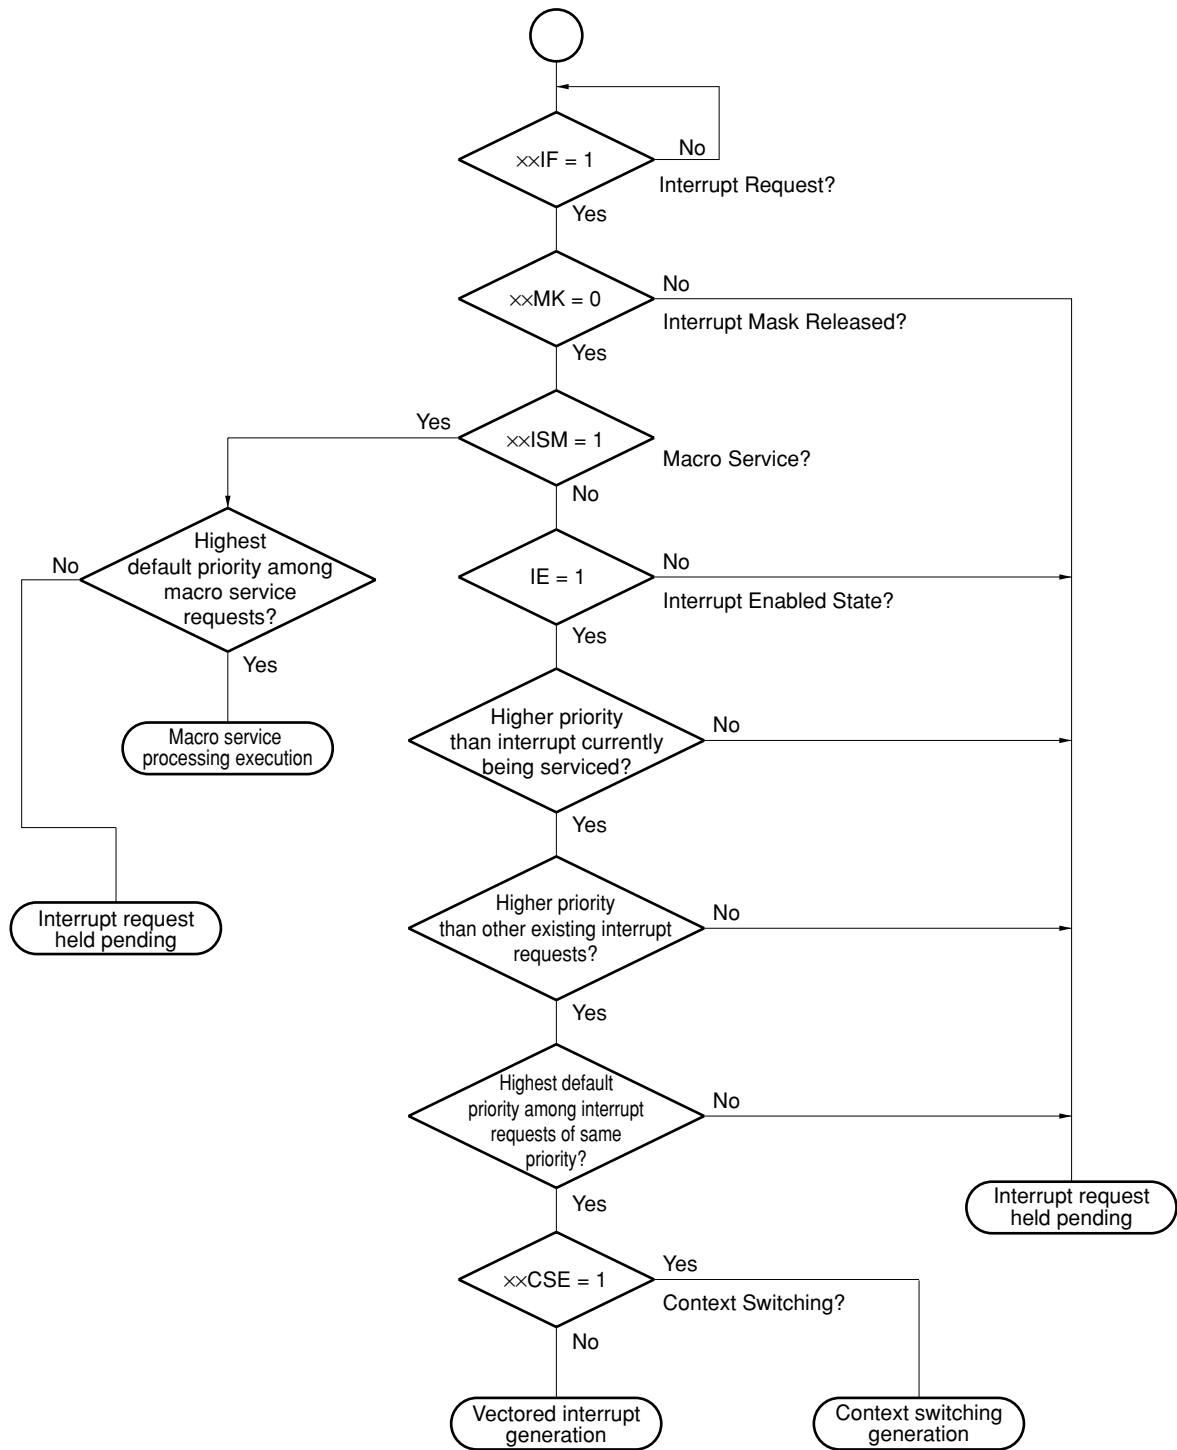 ××IF = 1
No
Interrupt Request?
Yes
××MK = 0
No
Interrupt Mask Released?
Yes
Yes
××ISM = 1
Macro Service?
No
Highest
default priority among
macro service
requests?
No
Yes
IE = 1
No
Interrupt Enabled State?
Yes
Macro service
processing execution
Higher priority
than interrupt currently
being serviced?
No
Yes
Interrupt request
held pending
Higher priority
than other existing interrupt
requests?
No
Yes
Highest default
priority among interrupt
requests of same
priority?
No
Yes
Interrupt request
held pending
××CSE = 1
Yes
Context Switching?
No
Vectored interrupt
generation
Context switching
generation